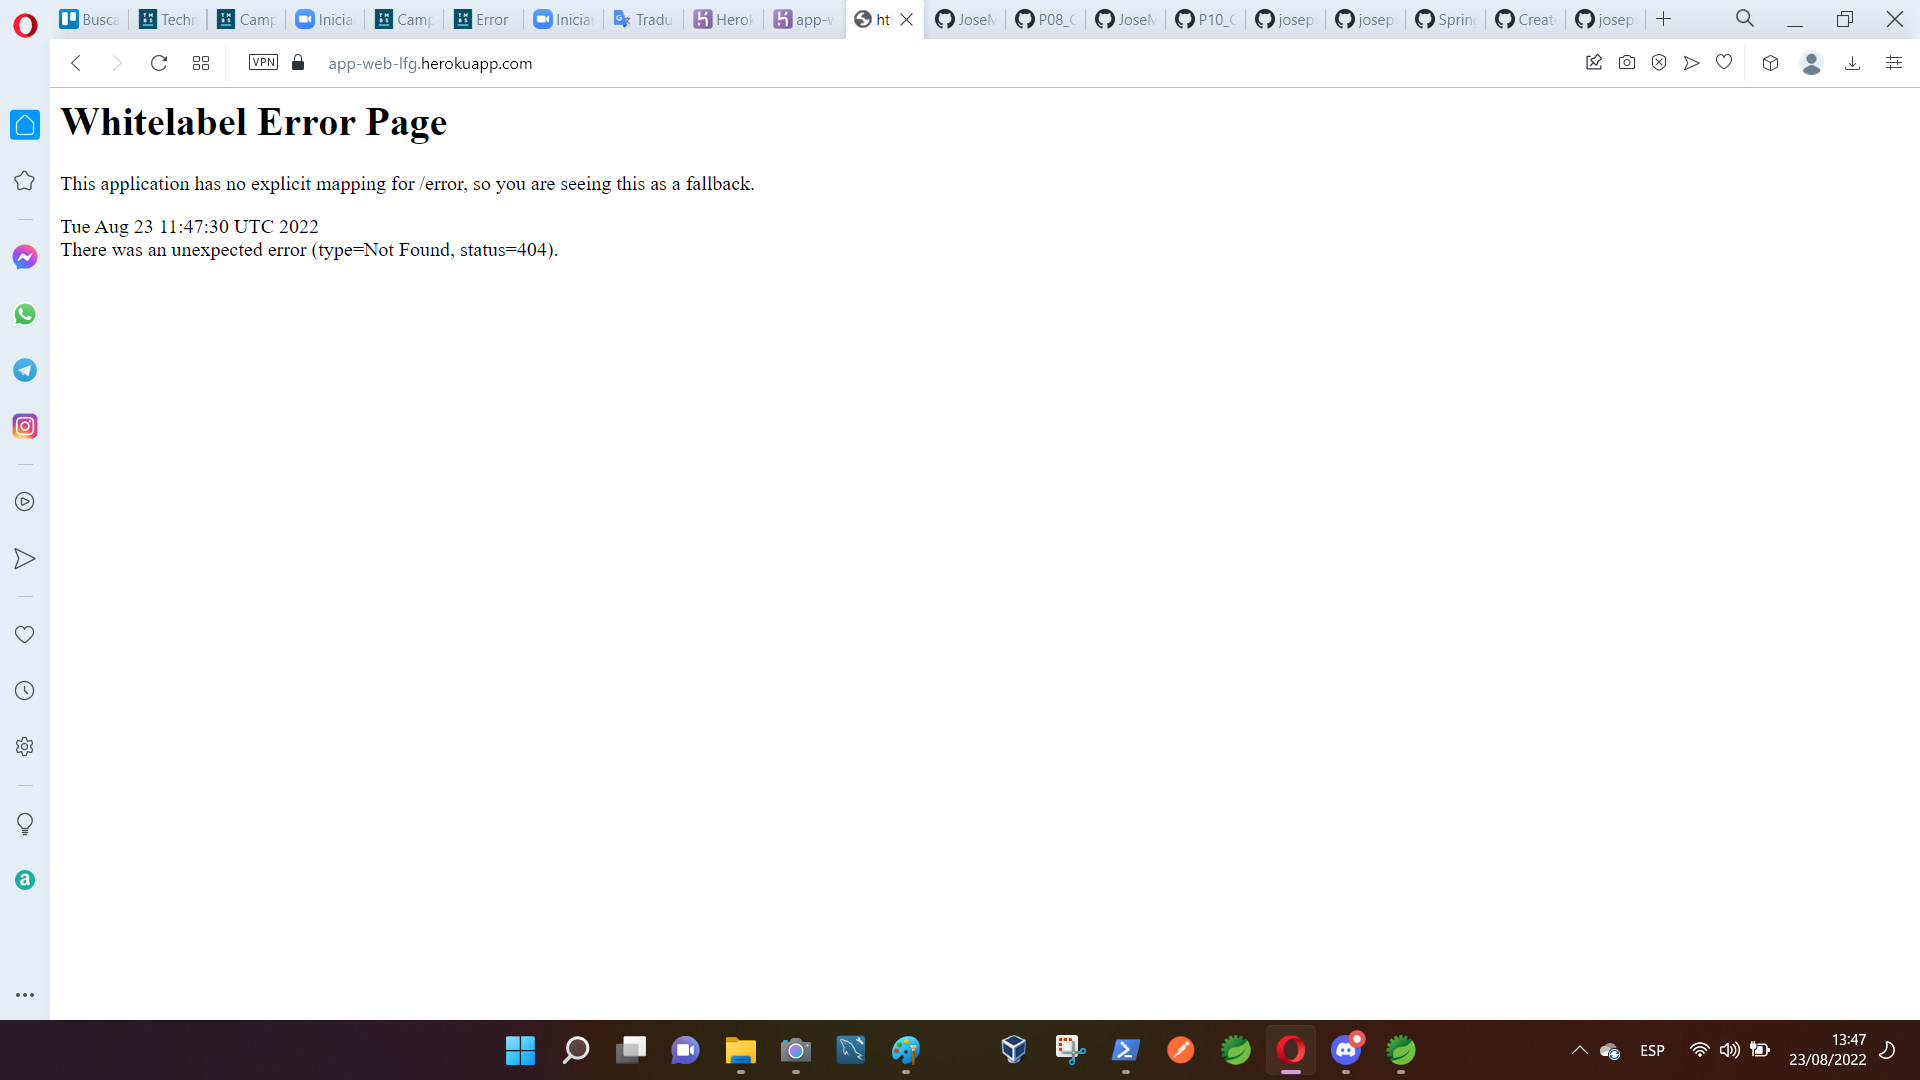 Busca
Techn
Camp
Inicia
Camp
Error
Iniciar
Tradu
Herok
app-w
ht
JoseM
P08_C
JoseM
P10_C
josep
josep
Spring
Create
josep
VPN
app-web-lfg.herokuapp.com
Whitelabel Error Page
This application has no explicit mapping for /error, so you are seeing this as a fallback.
Tue Aug 23 11:47:30 UTC 2022
There was an unexpected error (type=Not Found, status=404).
ESP
13:47
23/08/2022